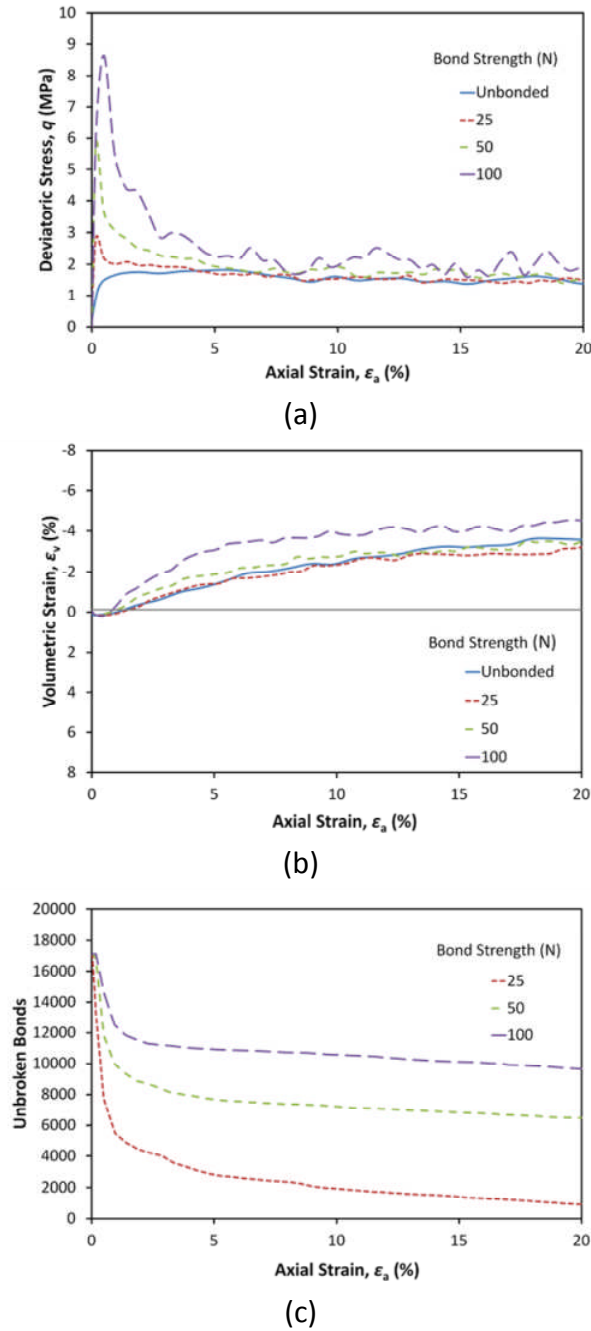 10
9
8
7
6
5
4
3
2
1
0
Deviatoric Stress, q (MPa)
Bond Strength (N)
Unbonded
25
50
100
0 5 10 15 20
Axial Strain, εa (%)
(a)
-8
-6
-4
-2
0
2
4
6
8
Volumetric Strain, εv (%)
Bond Strength (N)
Unbonded
25
50
100
0 5 10 15 20
Axial Strain, εa (%)
(b)
20000
18000
16000
14000
12000
10000
8000
6000
4000
2000
0
Unbroken Bonds
Bond Strength (N)
25
50
100
0 5 10 15 20
Axial Strain, εa (%)
(c)